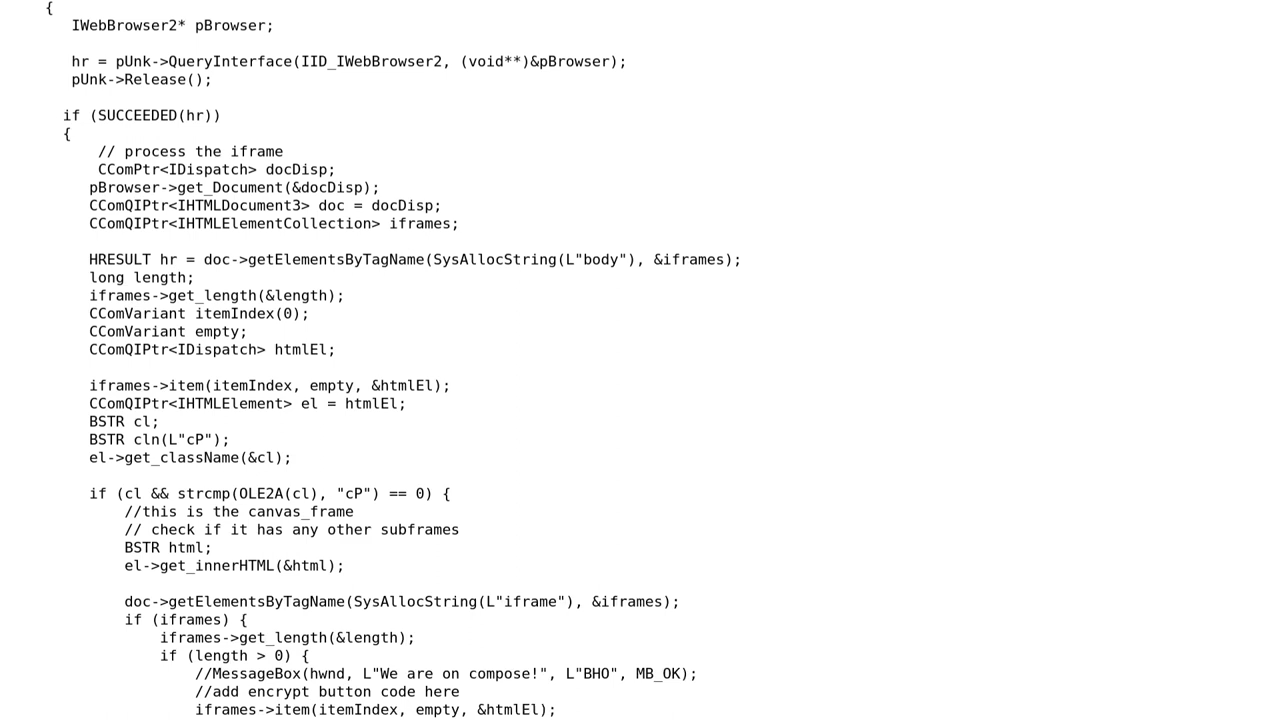 {
IWebBrowser2* pBrowser;
hr = pUnk->QueryInterface(IID_IWebBrowser2, (void**)&pBrowser);
pUnk->Release();
if (SUCCEEDED(hr))
{
// process the iframe
CComPtr<IDispatch> docDisp;
pBrowser->get_Document(&docDisp);
CComQIPtr<IHTMLDocument3> doc = docDisp;
CComQIPtr<IHTMLElementCollection> iframes;
HRESULT hr = doc->getElementsByTagName(SysAllocString(L"body"), &iframes);
long length;
iframes->get_length(&length);
CComVariant itemIndex(0);
CComVariant empty;
CComQIPtr<IDispatch> htmlEl;
iframes->item(itemIndex, empty, &htmlEl);
CComQIPtr<IHTMLElement> el = htmlEl;
BSTR cl;
BSTR cln(L"cP");
el->get_className(&cl);
if (cl && strcmp(OLE2A(cl), "cP") == 0) {
//this is the canvas_frame
// check if it has any other subframes
BSTR html;
el->get_innerHTML(&html);
doc->getElementsByTagName(SysAllocString(L"iframe"), &iframes);
if (iframes) {
iframes->get_length(&length);
if (length > 0) {
//MessageBox(hwnd, L"We are on compose!", L"BHO", MB_OK);
//add encrypt button code here
iframes->item(itemIndex, empty, &htmlEl);